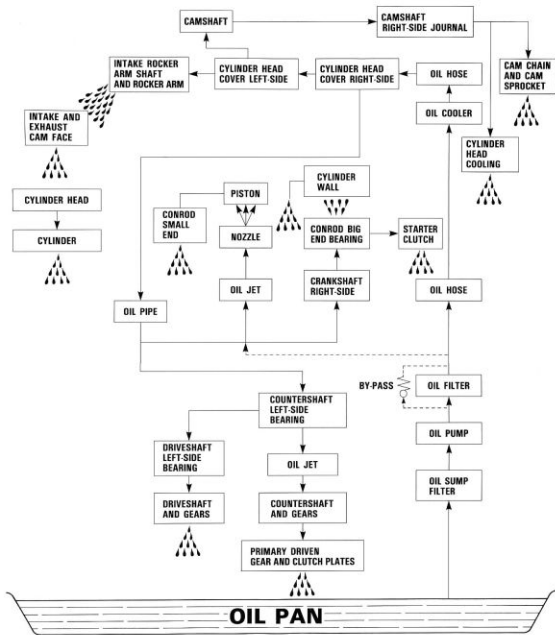 CAMSHAFT
CAMSHAFT
RIGHT-SIDE JOURNAL
INTAKE ROCKER
ARM SHAFT
AND ROCKER ARM
CYLINDER HEAD
COVER LEFT-SIDE
CYLINDER HEAD
COVER RIGHT-SIDE
OIL HOSE
CAM CHAIN
AND CAM
SPROCKET
OIL COOLER
INTAKE AND
EXHAUST
CAM FACE
CYLINDER
HEAD
COOLING
CYLINDER HEAD
PISTON
CYLINDER
WALL
CONROD
SMALL
END
NOZZLE
CONROD BIG
END BEARING
STARTER
CLUTCH
CYLINDER
OIL JET
CRANKSHAFT
RIGHT-SIDE
OIL HOSE
OIL PIPE
BY-PASS
OIL FILTER
COUNTERSHAFT
LEFT-SIDE
BEARING
OIL PUMP
DRIVESHAFT
LEFT-SIDE
BEARING
OIL JET
OIL SUMP
FILTER
DRIVESHAFT
AND GEARS
COUNTERSHAFT
AND GEARS
PRIMARY DRIVEN
GEAR AND CLUTCH PLATES
OIL PAN